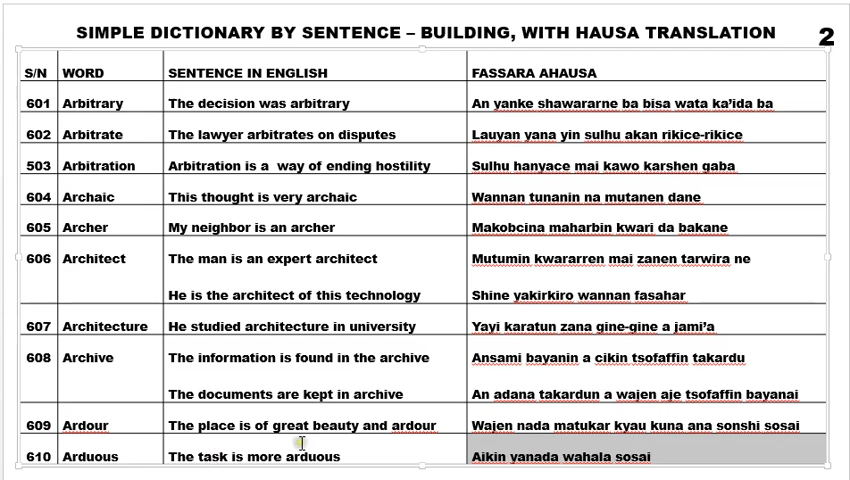 SIMPLE DICTIONARY BY SENTENCE – BUILDING, WITH HAUSA TRANSLATION 2
S/N WORD SENTENCE IN ENGLISH FASSARA AHAUSA
601 Arbitrary The decision was arbitrary An yanke shawararne ba bisa wata ka’ida ba
602 Arbitrate The lawyer arbitrates on disputes Lauyan yana yin sulhu akan rikice-rikice
503 Arbitration Arbitration is a way of ending hostility Sulhu hanyace mai kawo karshen gaba
604 Archaic This thought is very archaic Wannan tunanin na mutanen dane
605 Archer My neighbor is an archer Makobcina maharbin kwari da bakane
606 Architect The man is an expert architect Mutumin kwararren mai zanen tarwira ne
He is the architect of this technology Shine yakirkiro wannan fasahar
607 Architecture He studied architecture in university Yayi karatun zana gine-gine a jami’a
608 Archive The information is found in the archive Ansami bayanin a cikin tsofaffin takardu
The documents are kept in archive An adana takardun a wajen aje tsofaffin bayanai
609 Ardour The place is of great beauty and ardour Wajen nada matukar kyau kuna ana sonshi sosai
610 Arduous The task is more arduous Aikin yanada wahala sosai